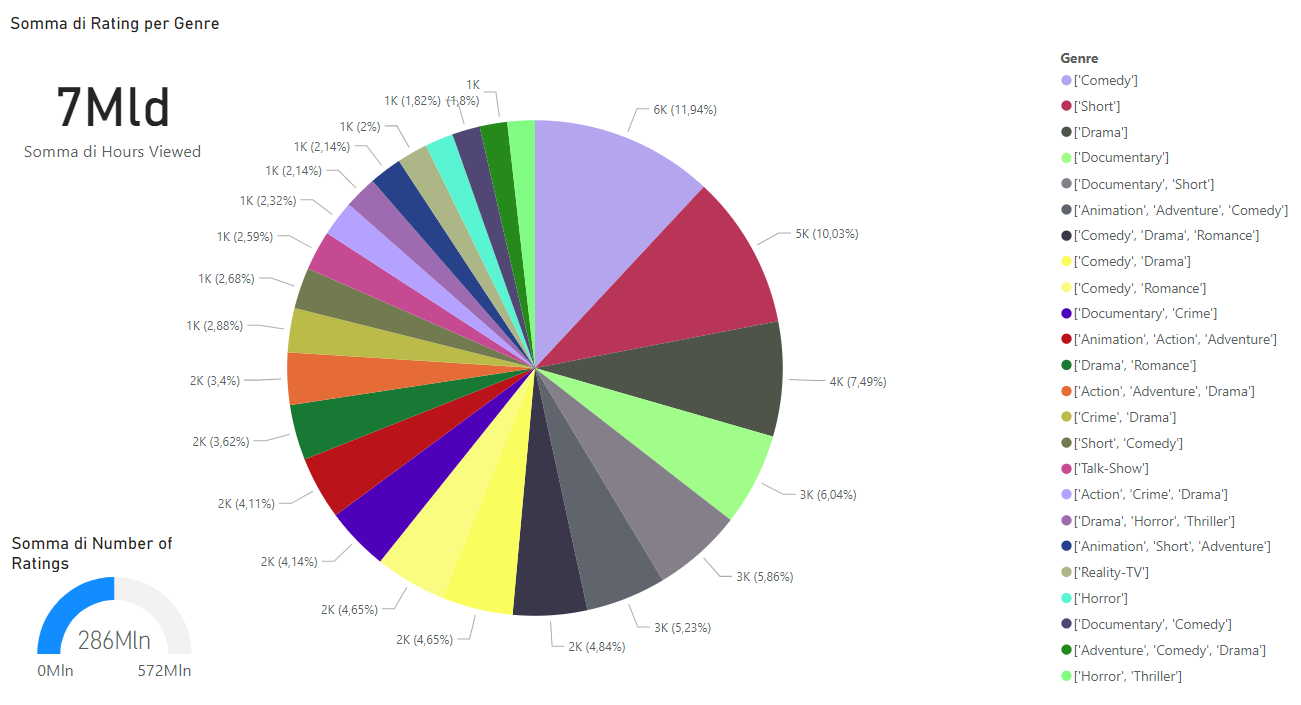 Somma di Rating per Genre
7Mld
Somma di Hours Viewed
Somma di Number of
Ratings
286Mln
0Mln
572Mln
6K (11,94%)
5K (10,03%)
4K (7,49%)
3K (6,04%)
3K (5,86%)
3K (5,23%)
2K (4,84%)
2K (4,65%)
2K (4,65%)
2K (4,14%)
2K (4,11%)
2K (3,62%)
2K (3,4%)
1K (2,88%)
1K (2,68%)
1K (2,59%)
1K (2,32%)
1K (2,14%)
1K (2,14%)
1K (2%)
1K (1,82%)
(1,8%)
1K
Genre
['Comedy']
['Short']
['Drama']
['Documentary']
['Documentary', 'Short']
['Animation', 'Adventure', 'Comedy']
['Comedy', 'Drama', 'Romance']
['Comedy', 'Drama']
['Comedy', 'Romance']
['Documentary', 'Crime']
['Animation', 'Action', 'Adventure']
['Drama', 'Romance']
['Action', 'Adventure', 'Drama']
['Crime', 'Drama']
['Short', 'Comedy']
['Talk-Show']
['Action', 'Crime', 'Drama']
['Drama', 'Horror', 'Thriller']
['Animation', 'Short', 'Adventure']
['Reality-TV']
['Horror']
['Documentary', 'Comedy']
['Adventure', 'Comedy', 'Drama']
['Horror', 'Thriller']